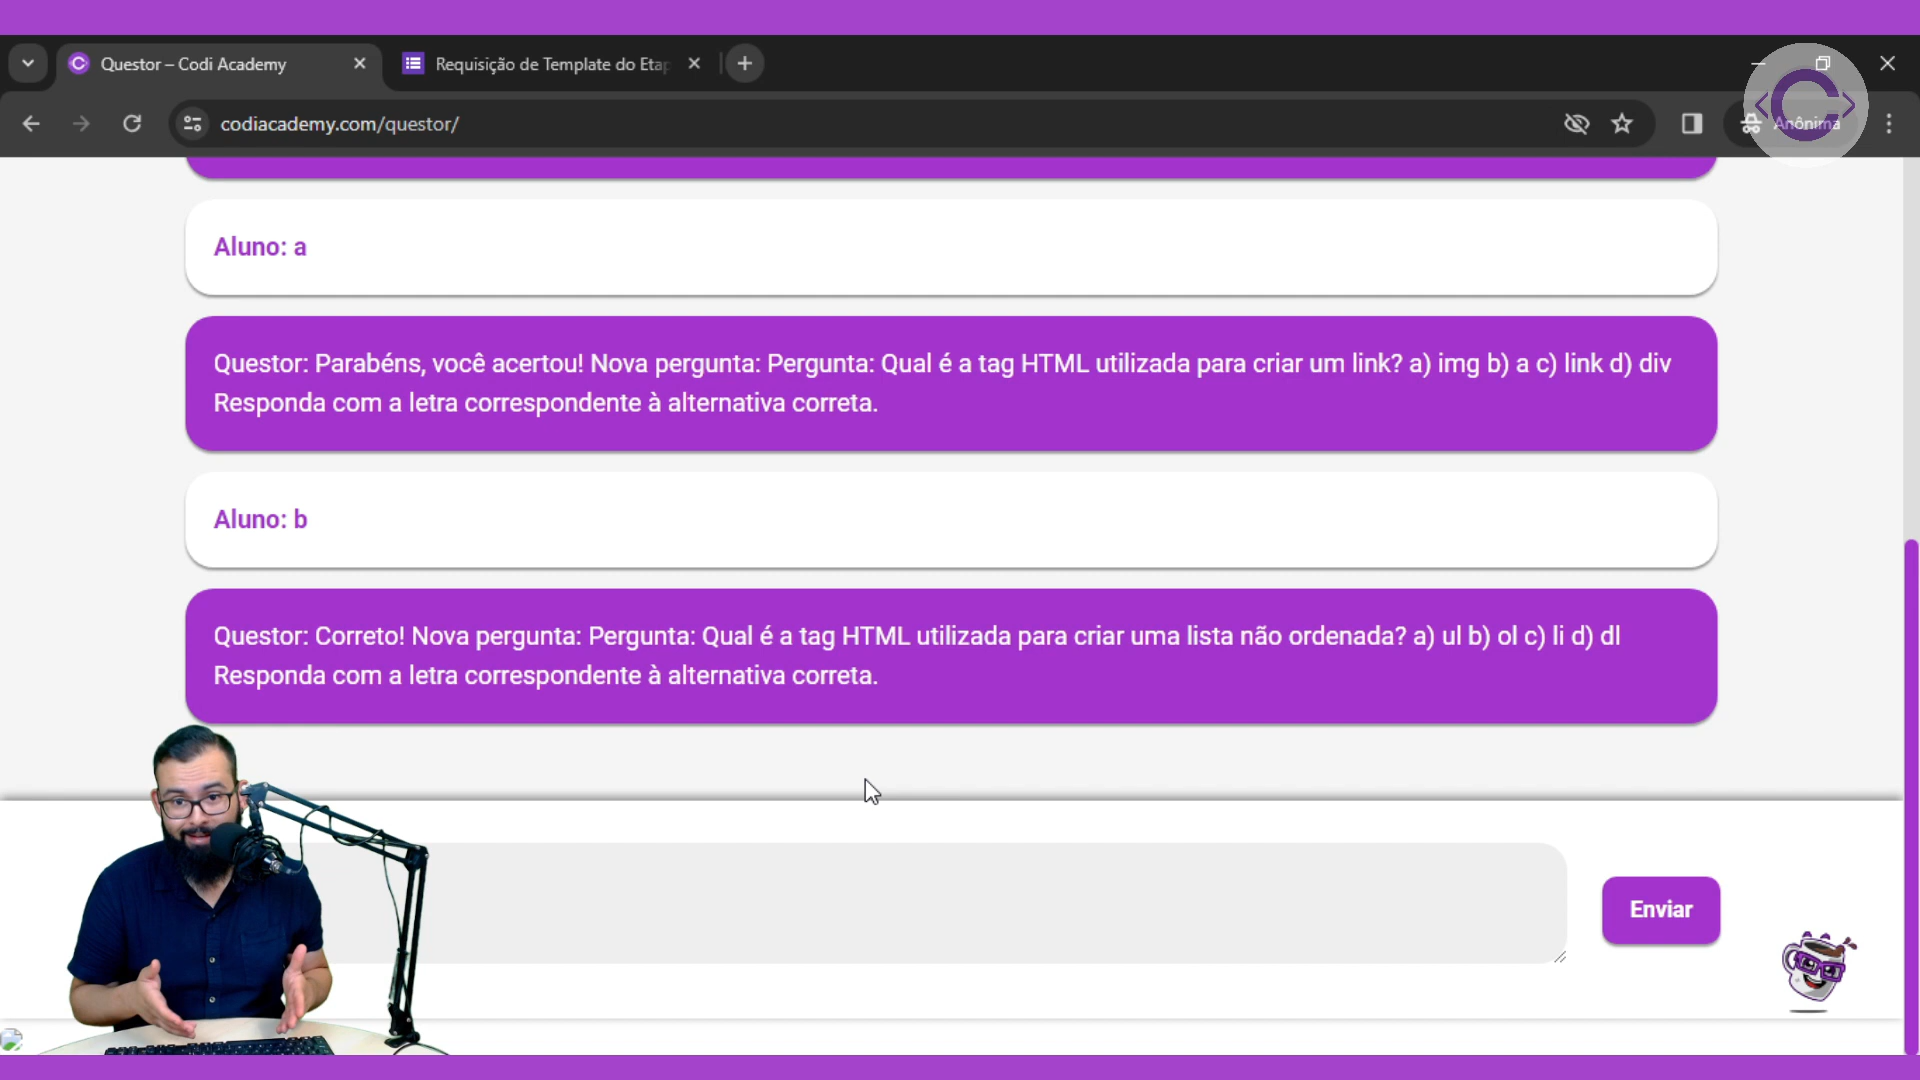 Questor – Codi Academy
Requisição de Template do Etap
codiacademy.com/questor/
Anônima
Aluno: a
Questor: Parabéns, você acertou! Nova pergunta: Pergunta: Qual é a tag HTML utilizada para criar um link? a) img b) a c) link d) div
Responda com a letra correspondente à alternativa correta.
Aluno: b
Questor: Correto! Nova pergunta: Pergunta: Qual é a tag HTML utilizada para criar uma lista não ordenada? a) ul b) ol c) li d) dl
Responda com a letra correspondente à alternativa correta.
Enviar